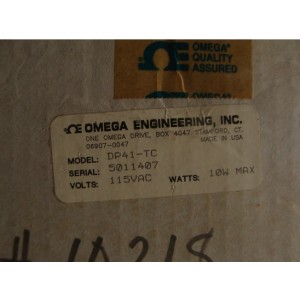 OMEGA®
QUALITY
ASSURED
OMEGA ENGINEERING, INC.
ONE OMEGA DRIVE, BOX 4047 STAMFORD, CT.
06907-0047 MADE IN USA
MODEL: DP41-TC
SERIAL: 5011407
VOLTS: 115VAC WATTS: 10W MAX